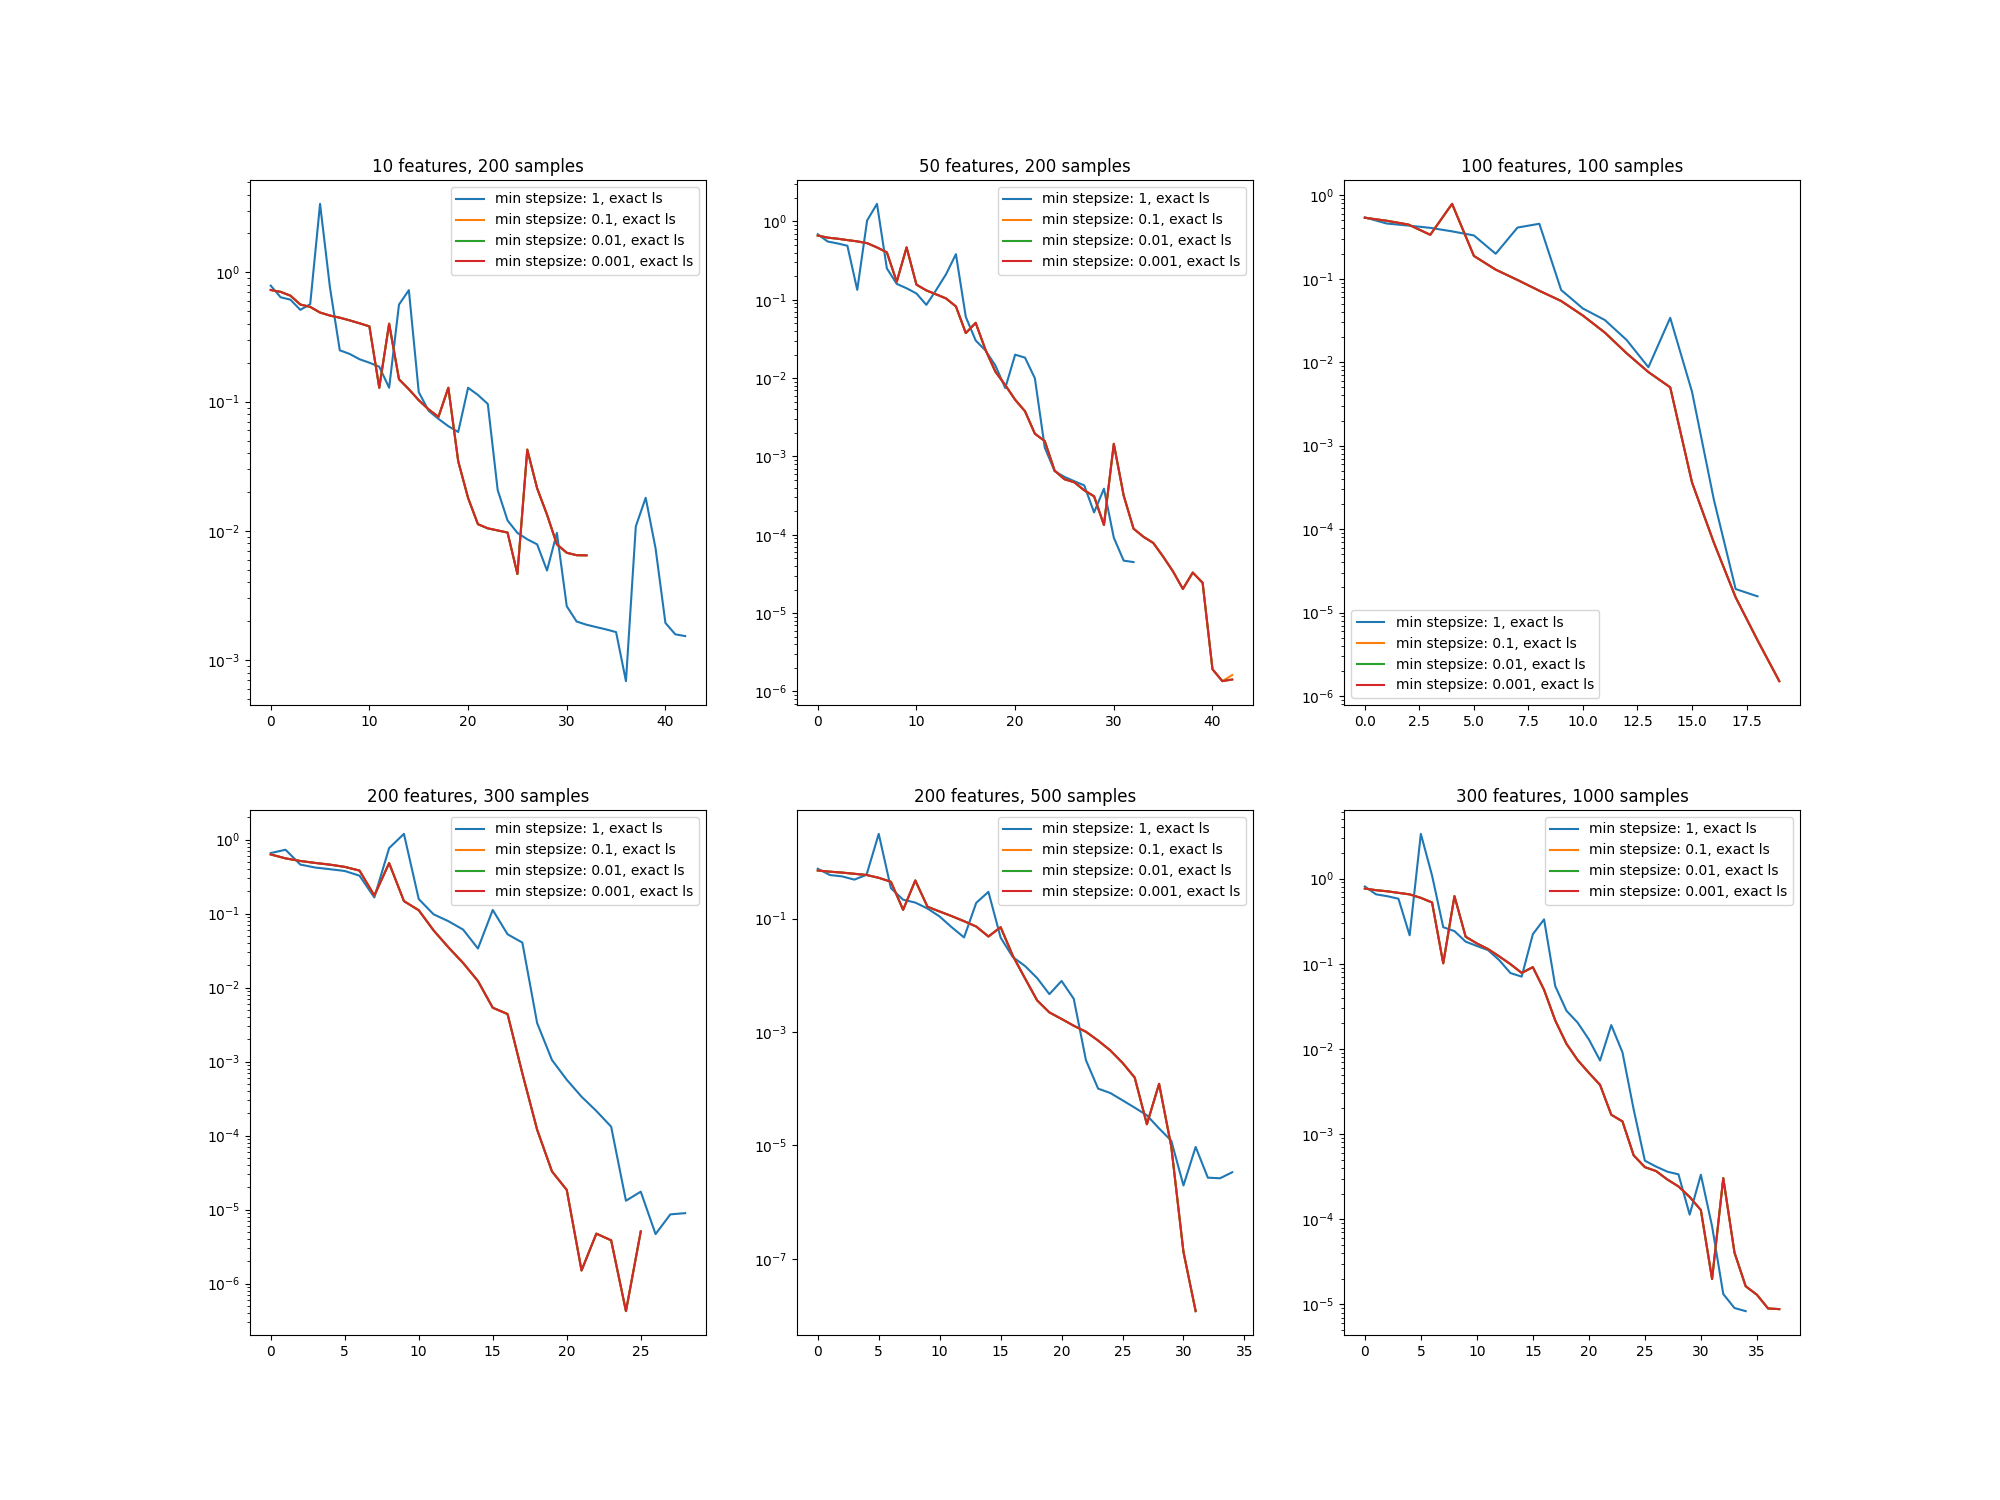 10 features, 200 samples
min stepsize: 1, exact ls
min stepsize: 0.1, exact ls
min stepsize: 0.01, exact ls
min stepsize: 0.001, exact ls
10⁰
10⁻¹
10⁻²
10⁻³
0 10 20 30 40
50 features, 200 samples
min stepsize: 1, exact ls
min stepsize: 0.1, exact ls
min stepsize: 0.01, exact ls
min stepsize: 0.001, exact ls
10⁰
10⁻¹
10⁻²
10⁻³
10⁻⁴
10⁻⁵
10⁻⁶
0 10 20 30 40
100 features, 100 samples
10⁰
10⁻¹
10⁻²
10⁻³
10⁻⁴
10⁻⁵
10⁻⁶
min stepsize: 1, exact ls
min stepsize: 0.1, exact ls
min stepsize: 0.01, exact ls
min stepsize: 0.001, exact ls
0.0 2.5 5.0 7.5 10.0 12.5 15.0 17.5
200 features, 300 samples
min stepsize: 1, exact ls
min stepsize: 0.1, exact ls
min stepsize: 0.01, exact ls
min stepsize: 0.001, exact ls
10⁰
10⁻¹
10⁻²
10⁻³
10⁻⁴
10⁻⁵
10⁻⁶
0 5 10 15 20 25
200 features, 500 samples
min stepsize: 1, exact ls
min stepsize: 0.1, exact ls
min stepsize: 0.01, exact ls
min stepsize: 0.001, exact ls
10⁻¹
10⁻³
10⁻⁵
10⁻⁷
0 5 10 15 20 25 30 35
300 features, 1000 samples
min stepsize: 1, exact ls
min stepsize: 0.1, exact ls
min stepsize: 0.01, exact ls
min stepsize: 0.001, exact ls
10⁰
10⁻¹
10⁻²
10⁻³
10⁻⁴
10⁻⁵
0 5 10 15 20 25 30 35